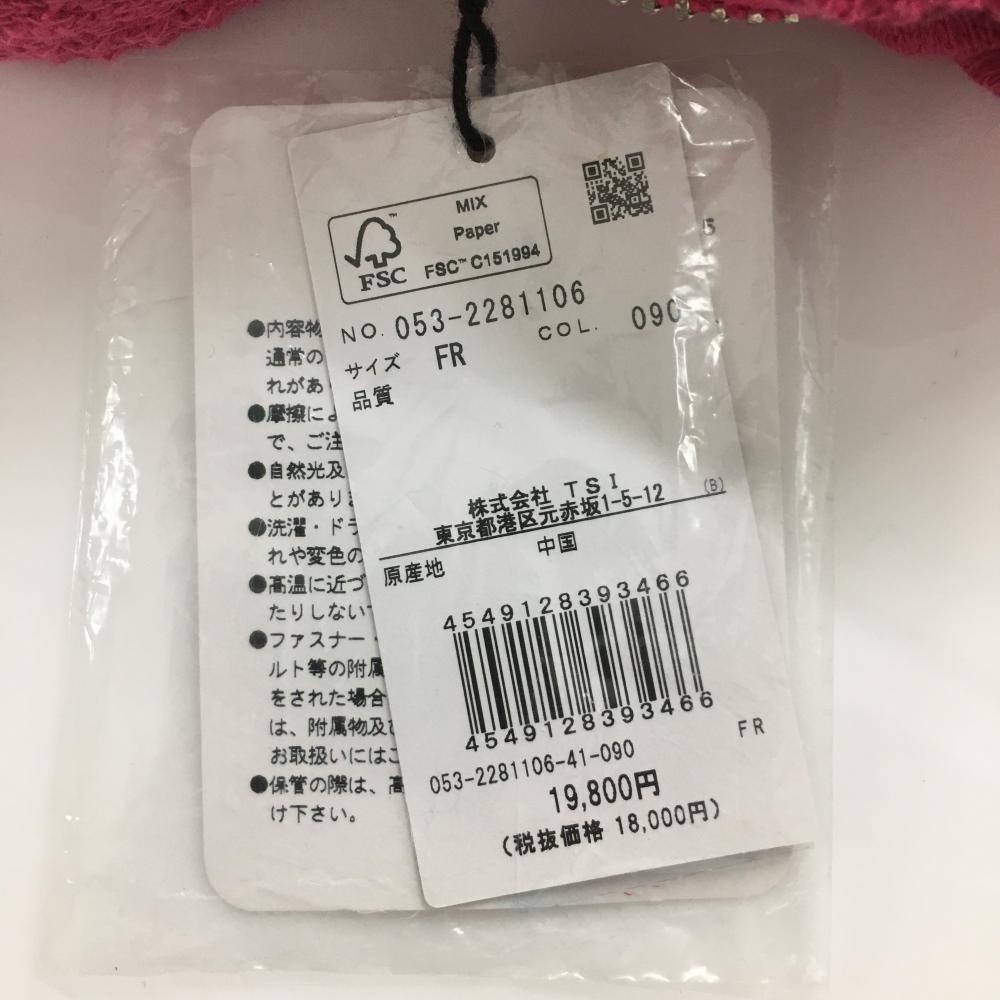 MIX
Paper
FSC™ C151994
FSC
NO. 053-2281106
COL. 090
サイズ FR
品質
株式会社 TSI
東京都港区元赤坂1-5-12 (B)
原産地 中国
4549128393466
4549128393466
053-2281106-41-090 FR
19,800円
(税抜価格 18,000円)
5
●内容物
通常の
れがあ
●摩擦によ
で、ご注
●自然光及
とがありま
●洗濯・ドラ
れや変色の
●高温に近づ
たりしない
●ファスナー・
ルト等の附属
をされた場合
は、附属物及び
お取扱いにはご
●保管の際は、高
け下さい。